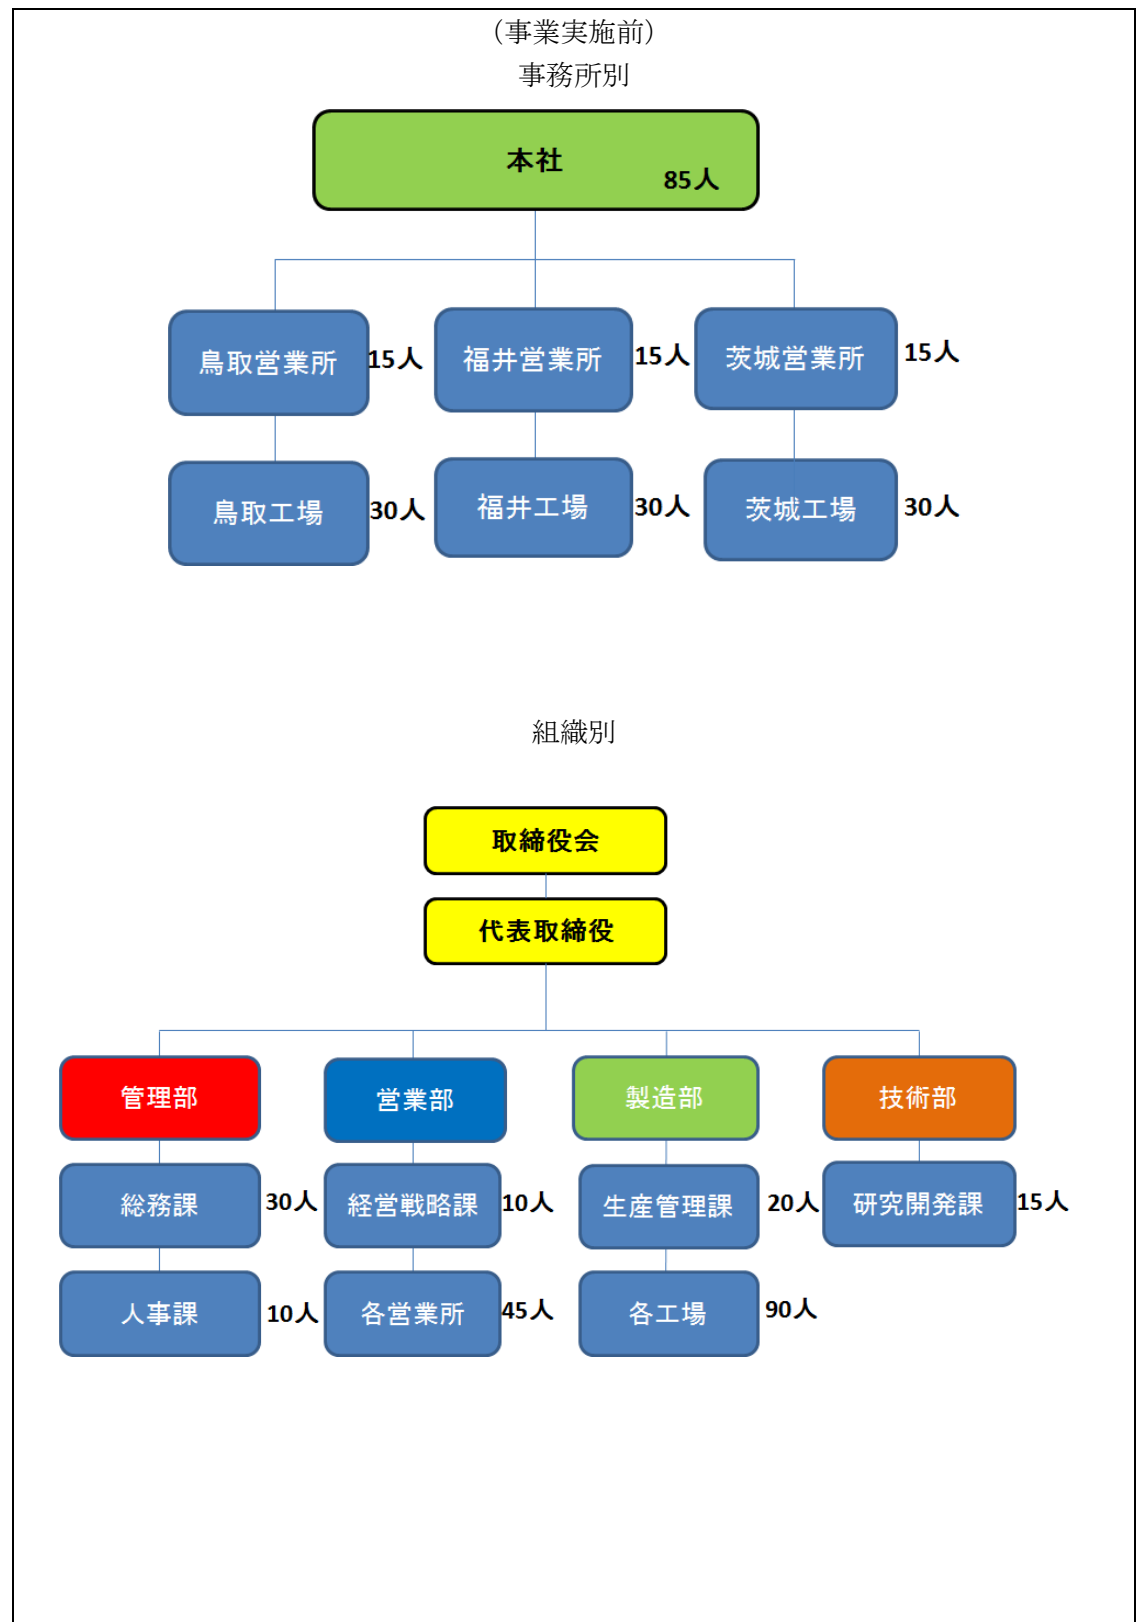 （事業実施前）
事務所別
本社
85人
鳥取営業所 15人 福井営業所 15人 茨城営業所 15人
鳥取工場 30人 福井工場 30人 茨城工場 30人
組織別
取締役会
代表取締役
管理部 営業部 製造部 技術部
総務課 30人 経営戦略課 10人 生産管理課 20人 研究開発課 15人
人事課 10人 各営業所 45人 各工場 90人